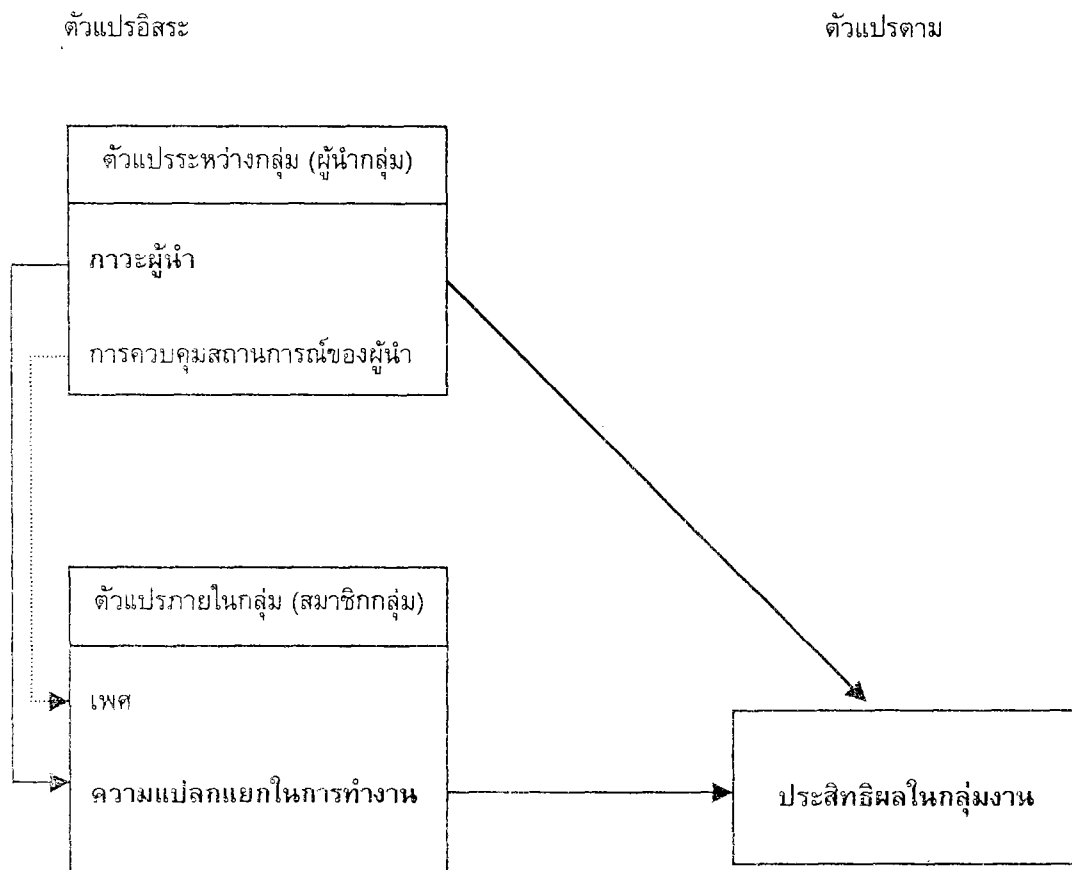 ตัวแปรอิสระ
ตัวแปรตาม
ตัวแปรระหว่างกลุ่ม (ผู้นำกลุ่ม)
ภาวะผู้นำ
การควบคุมสถานการณ์ของผู้นำ
ตัวแปรภายในกลุ่ม (สมาชิกกลุ่ม)
เพศ
ความแปลกแยกในการทำงาน
ประสิทธิผลในกลุ่มงาน